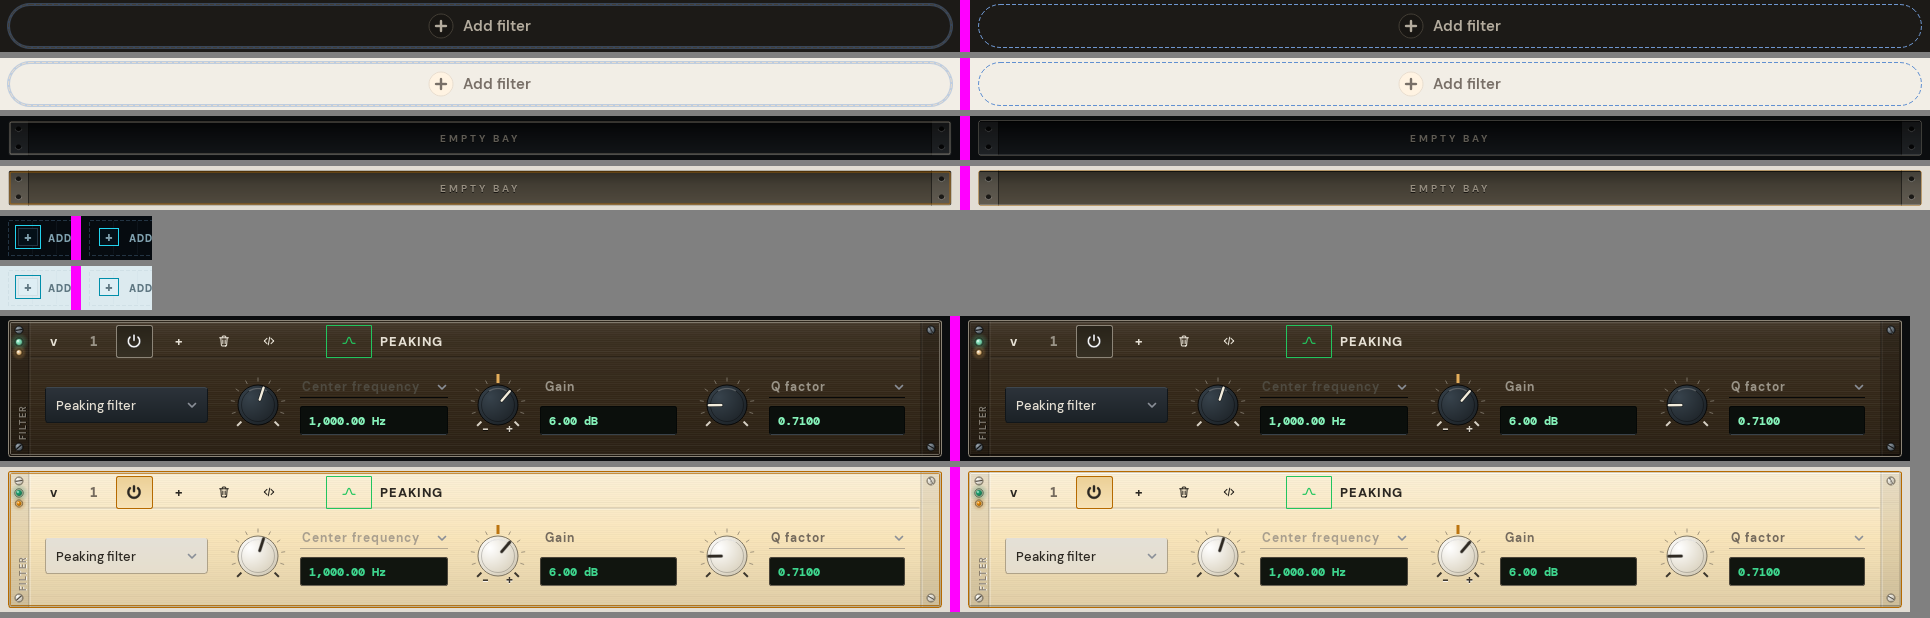 Add filter Add filter
Add filter Add filter
EMPTY BAY EMPTY BAY
EMPTY BAY EMPTY BAY
+ ADD + ADD
+ ADD + ADD
v 1 + </> PEAKING v 1 + </> PEAKING
Center frequency Gain Q factor Center frequency Gain Q factor
Peaking filter Peaking filter
1,000.00 Hz 6.00 dB 0.7100 1,000.00 Hz 6.00 dB 0.7100
- + - +
FILTER FILTER
v 1 + </> PEAKING v 1 + </> PEAKING
Center frequency Gain Q factor Center frequency Gain Q factor
Peaking filter Peaking filter
1,000.00 Hz 6.00 dB 0.7100 1,000.00 Hz 6.00 dB 0.7100
- + - +
FILTER FILTER